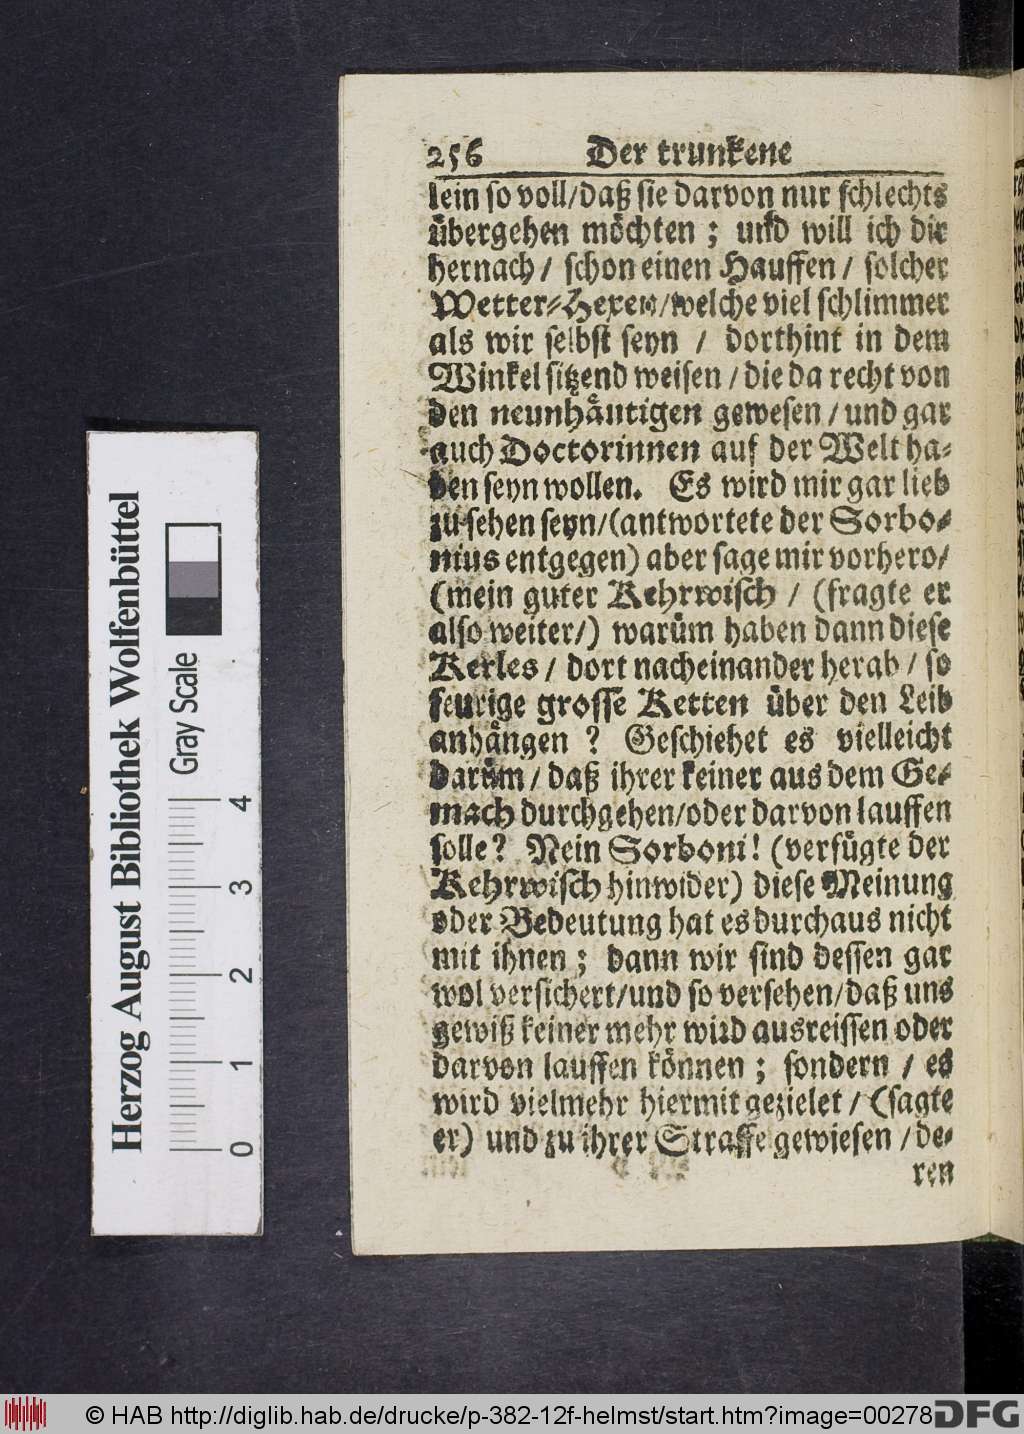 256 Der trunkene
lein so voll/daß sie darvon nur schlechts
übergehen möchten ; und will ich dir
hernach / schon einen Hauffen / solcher
Wetter-Hexen/welche viel schlimmer
als wir selbst seyn / dorthint in dem
Winkel sitzend weisen / die da recht von
den neunhäutigen gewesen / und gar
auch Doctorinnen auf der Welt ha-
ben seyn wollen. Es wird mir gar lieb
zu sehen seyn/(antwortete der Sorbo-
nius entgegen) aber sage mir vorhero/
(mein guter Kehrwisch / (fragte er
also weiter/) warüm haben dann diese
Kerles / dort nacheinander herab / so
feurige grosse Ketten über den Leib
anhängen ? Geschiehet es vielleicht
darüm / daß ihrer keiner aus dem Ge-
mach durchgehen/oder darvon lauffen
solle? Nein Sorboni! (verfügte der
Kehrwisch hinwider) diese Meinung
oder Bedeutung hat es durchaus nicht
mit ihnen ; dann wir sind dessen gar
wol versichert/und so versehen/daß uns
gewiß keiner mehr wird ausreissen oder
darvon lauffen können ; sondern / es
wird vielmehr hiermit gezielet / (sagte
er) und zu ihrer Straffe gewiesen / de-
ren
Herzog August Bibliothek Wolfenbüttel
Gray Scale
0 1 2 3 4
© HAB http://diglib.hab.de/drucke/p-382-12f-helmst/start.htm?image=00278
DFG